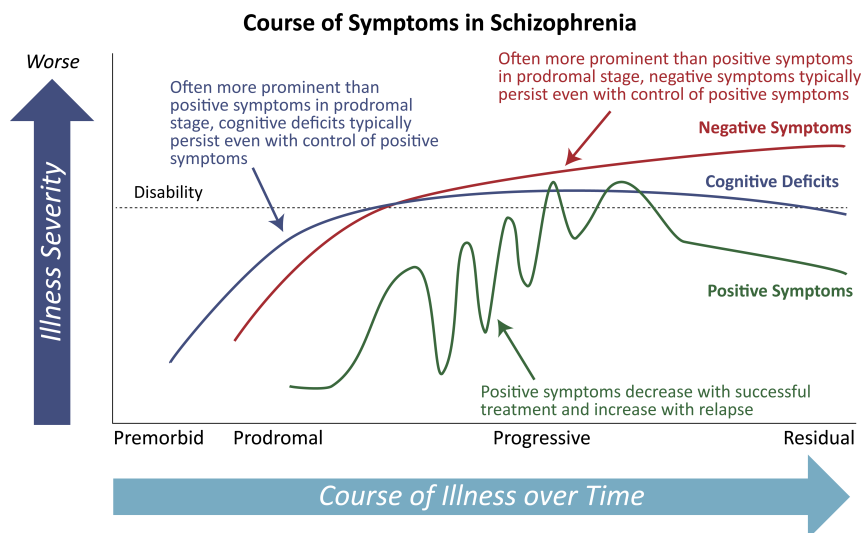 Course of Symptoms in Schizophrenia
Worse
Often more prominent than
positive symptoms in prodromal
stage, cognitive deficits typically
persist even with control of positive
symptoms
Often more prominent than positive symptoms
in prodromal stage, negative symptoms typically
persist even with control of positive symptoms
Negative Symptoms
Cognitive Deficits
Disability
Illness Severity
Positive Symptoms
Positive symptoms decrease with successful
treatment and increase with relapse
Premorbid
Prodromal
Progressive
Residual
Course of Illness over Time